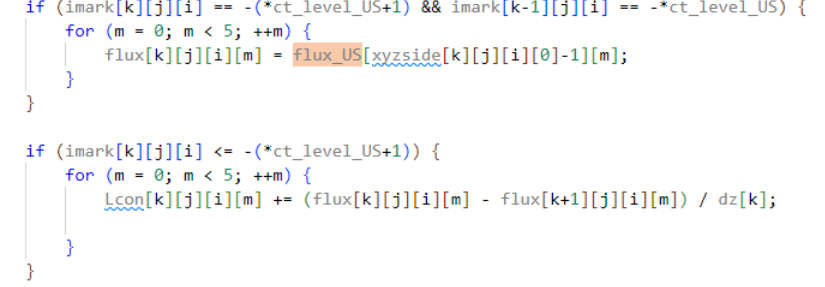 if (imark[k][j][i] == -(*ct_level_US+1) && imark[k-1][j][i] == -*ct_level_US) {
for (m = 0; m < 5; ++m) {
flux[k][j][i][m] = flux_US[xyzside[k][j][i][0]-1][m];
}
}
if (imark[k][j][i] <= -(*ct_level_US+1)) {
for (m = 0; m < 5; ++m) {
Lcon[k][j][i][m] += (flux[k][j][i][m] - flux[k+1][j][i][m]) / dz[k];
}
}